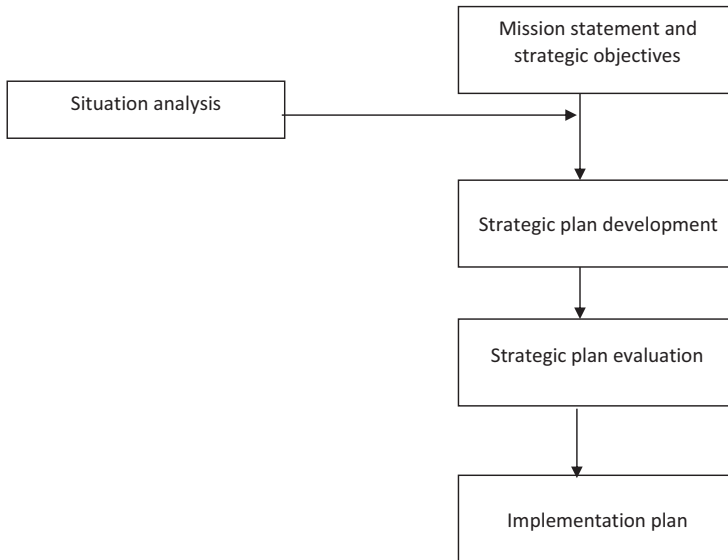 Mission statement and
strategic objectives
Situation analysis
Strategic plan development
Strategic plan evaluation
Implementation plan